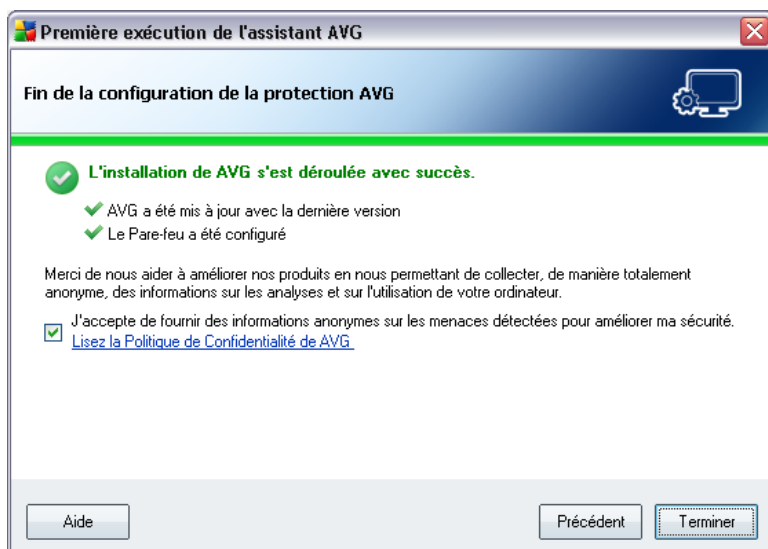 Première exécution de l'assistant AVG
Fin de la configuration de la protection AVG
L'installation de AVG s'est déroulée avec succès.
AVG a été mis à jour avec la dernière version
Le Pare-feu a été configuré
Merci de nous aider à améliorer nos produits en nous permettant de collecter, de manière totalement
anonyme, des informations sur les analyses et sur l'utilisation de votre ordinateur.
J'accepte de fournir des informations anonymes sur les menaces détectées pour améliorer ma sécurité.
Lisez la Politique de Confidentialité de AVG
Aide
Précédent
Terminer